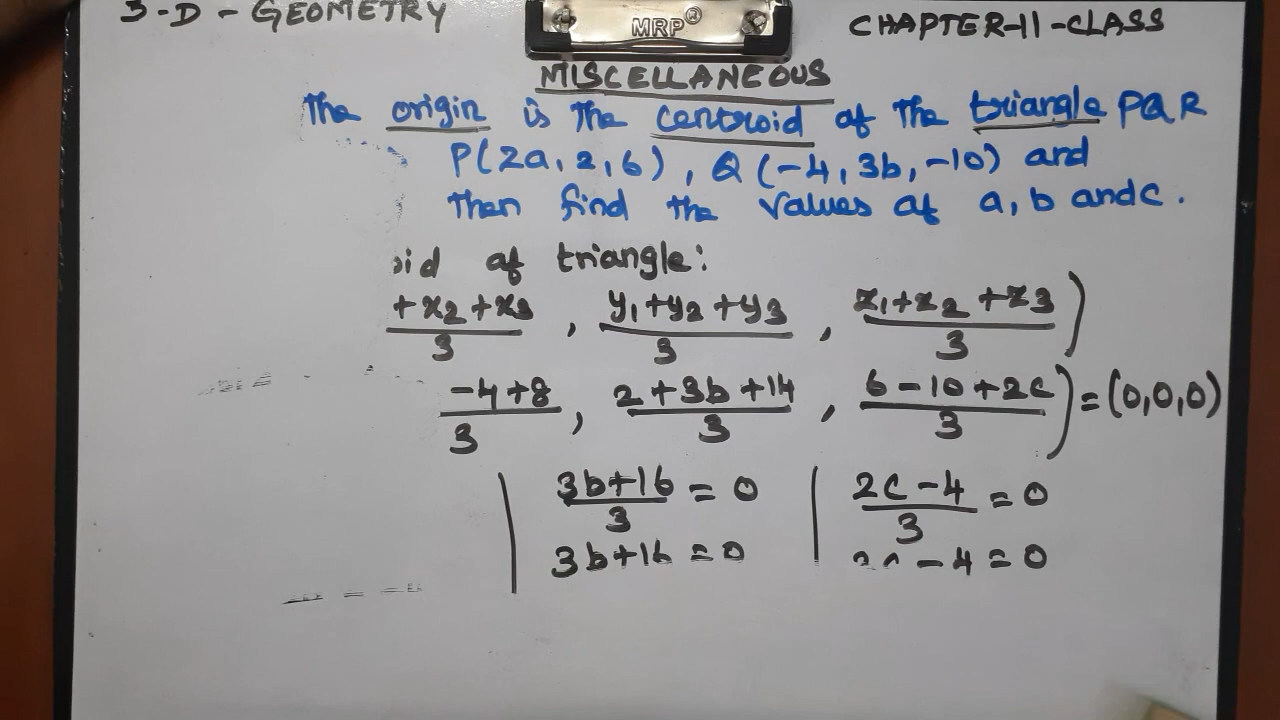 3-D - GEOMETRY
MRP®
CHAPTER-11-CLASS
MISCELLANEOUS
The origin is the centroid of the triangle PQR
P(2a, 2, 6), Q (-4, 3b, -10) and
then find the values of a, b and c.
of triangle:
+ x2 + x3 / 3 , y1 + y2 + y3 / 3 , z1 + z2 + z3 / 3 )
-4+8 / 3 , 2 + 3b + 14 / 3 , 6 - 10 + 2c / 3 ) = (0,0,0)
3b+16 / 3 = 0 | 2c - 4 / 3 = 0
3b+16 = 0 | - 4 = 0